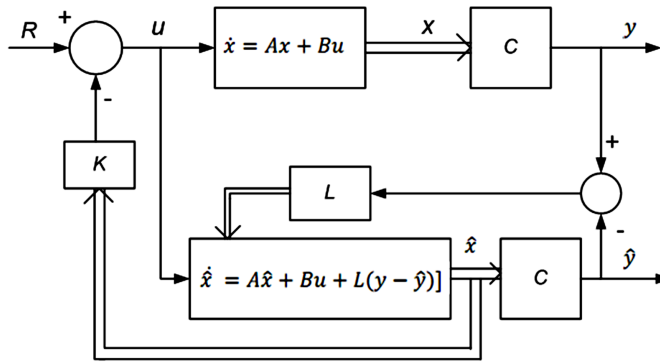 R
+
-
u
ẋ = Ax + Bu
x
C
y
K
L
+
-
x̂̇ = Ax̂ + Bu + L(y − ŷ)]
x̂
C
ŷ